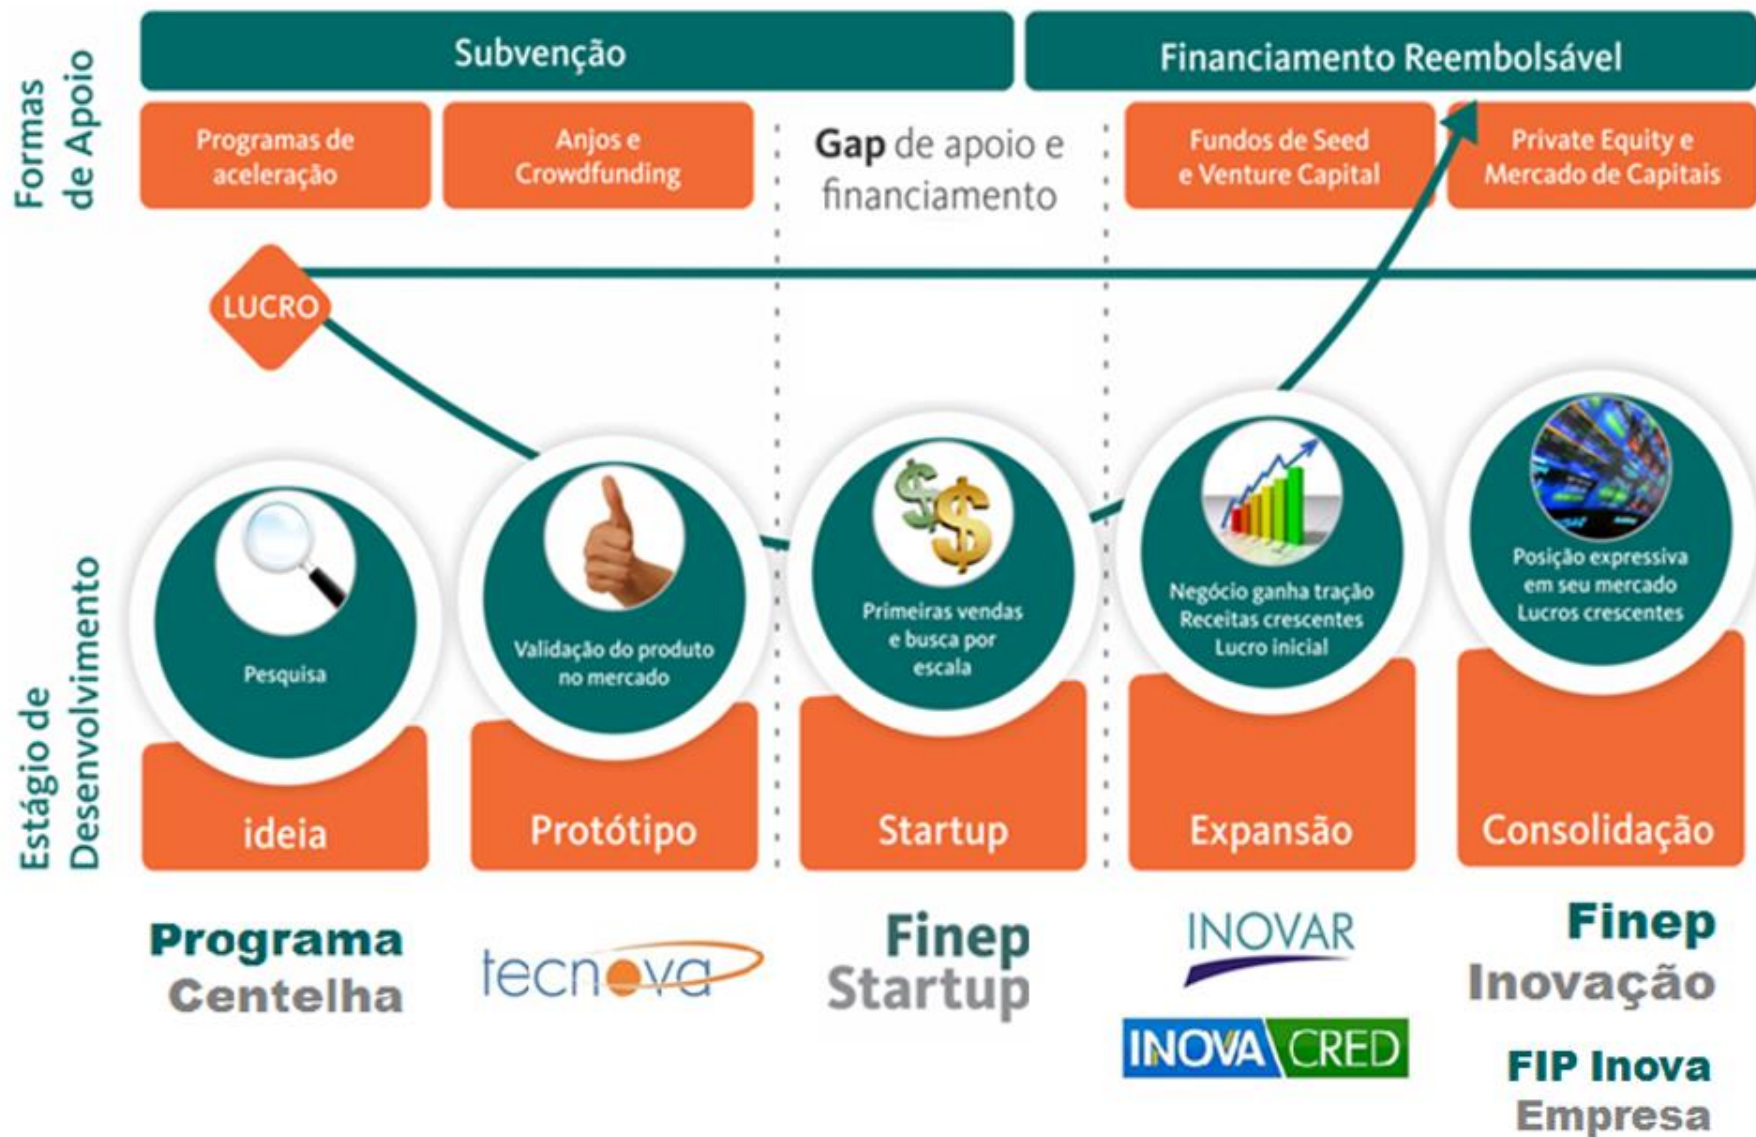 Formas
de Apoio
Subvenção
Financiamento Reembolsável
Programas de
aceleração
Anjos e
Crowdfunding
Gap de apoio e
financiamento
Fundos de Seed
e Venture Capital
Private Equity e
Mercado de Capitais
LUCRO
Estágio de
Desenvolvimento
Pesquisa
Validação do produto
no mercado
Primeiras vendas
e busca por
escala
Negócio ganha tração
Receitas crescentes
Lucro inicial
Posição expressiva
em seu mercado
Lucros crescentes
ideia
Protótipo
Startup
Expansão
Consolidação
Programa
Centelha
tecnova
Finep
Startup
INOVAR
INOVACRED
Finep
Inovação
FIP Inova
Empresa